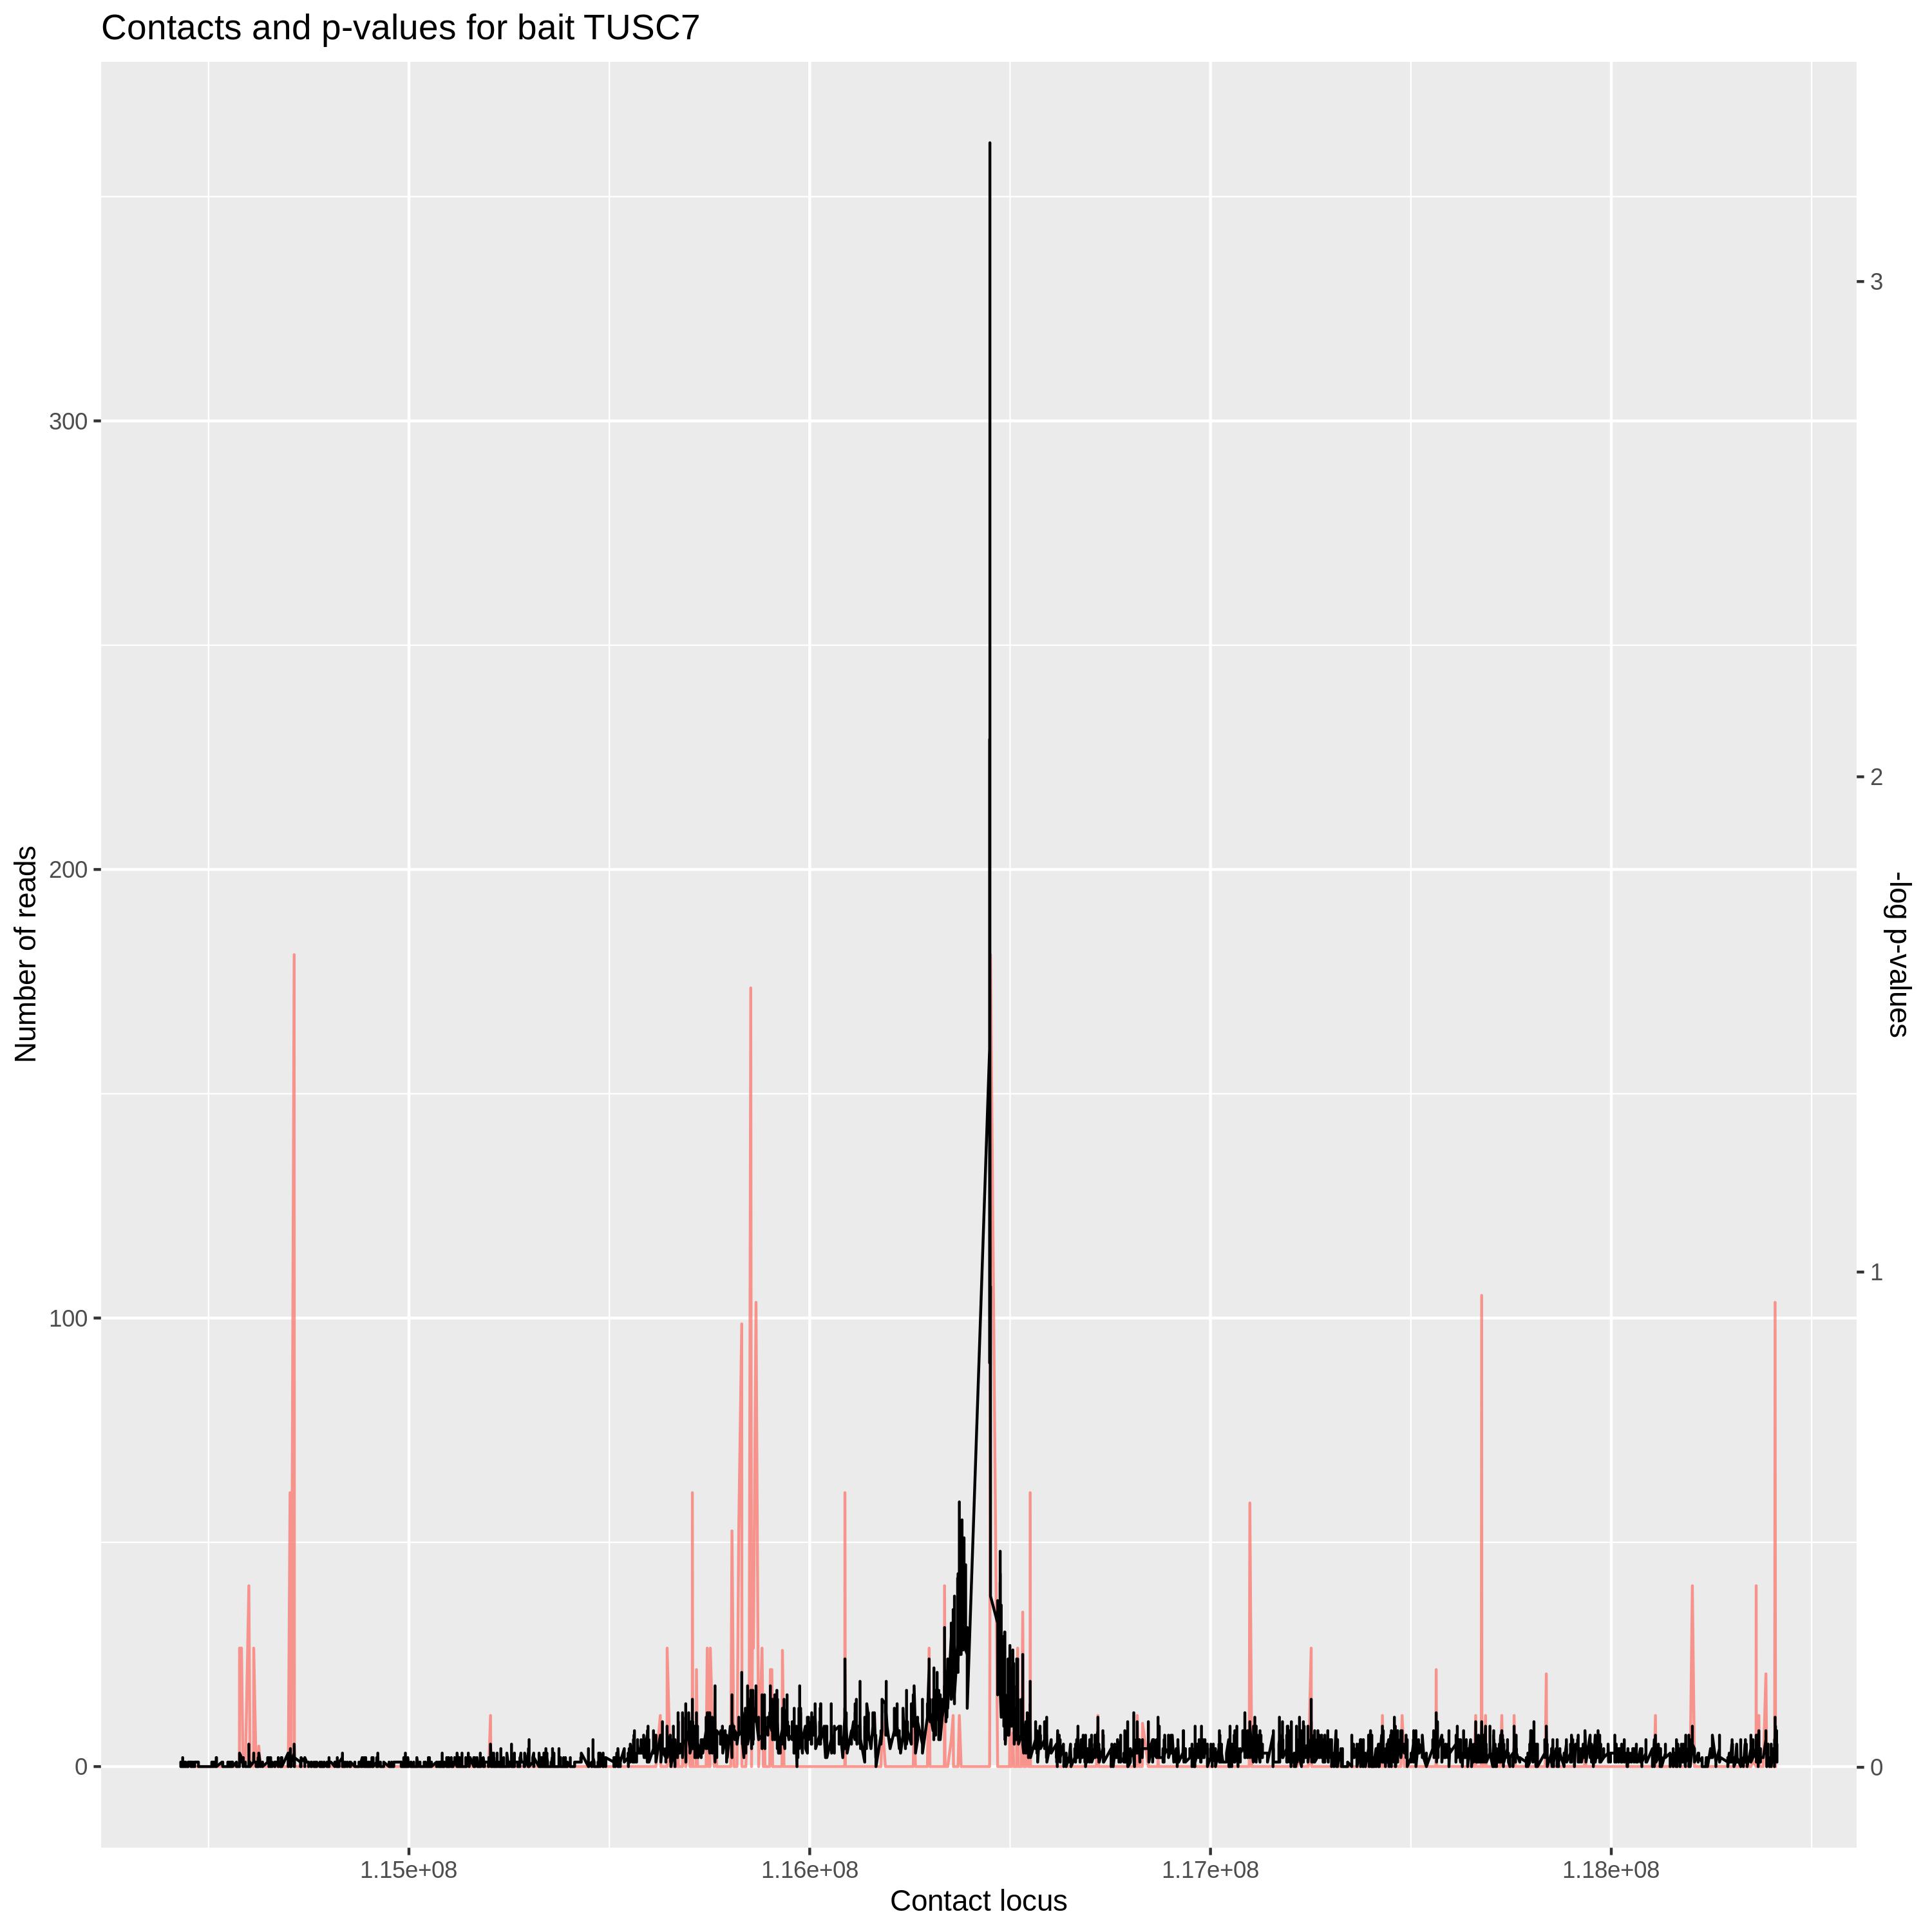 Contacts and p-values for bait TUSC7
Number of reads
300
200
100
0
3
2
1
0
-log p-values
1.15e+08 1.16e+08 1.17e+08 1.18e+08
Contact locus